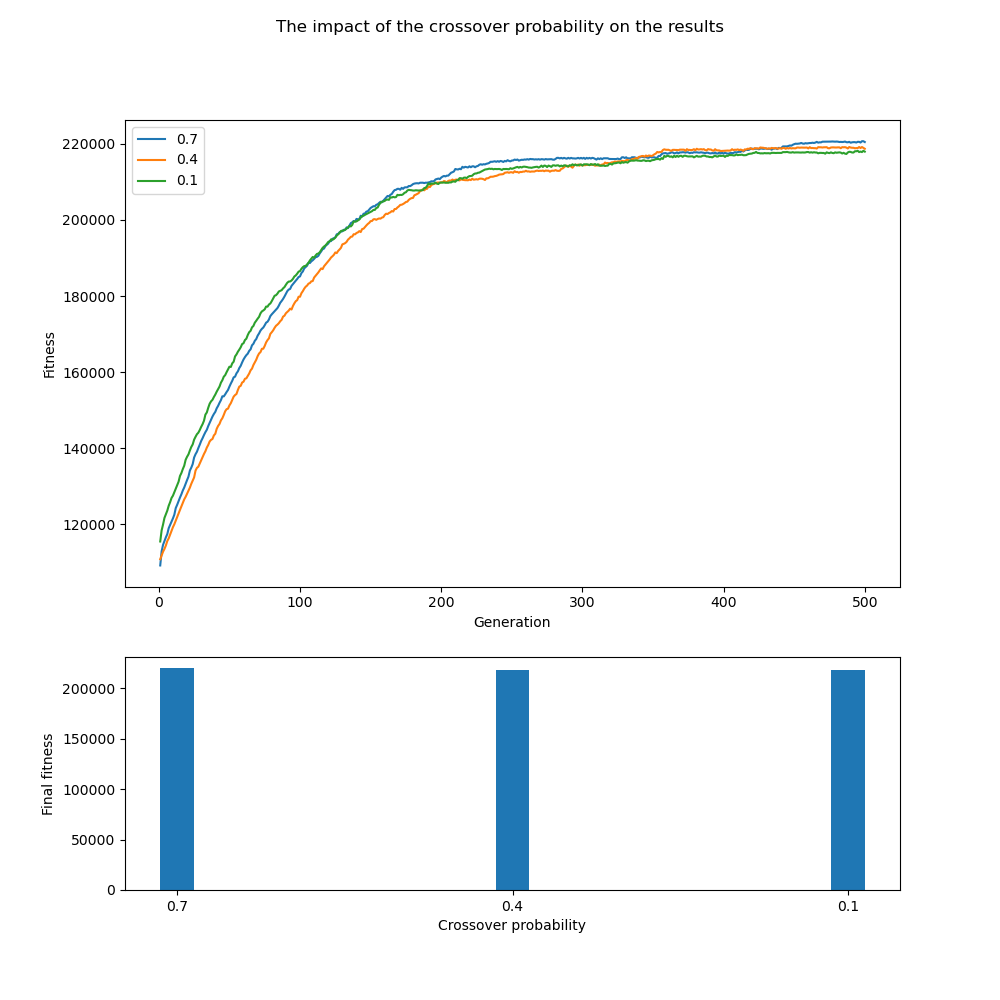 The impact of the crossover probability on the results
0.7
0.4
0.1
220000
200000
180000
160000
140000
120000
Fitness
0 100 200 300 400 500
Generation
200000
150000
100000
50000
0
Final fitness
0.7 0.4 0.1
Crossover probability